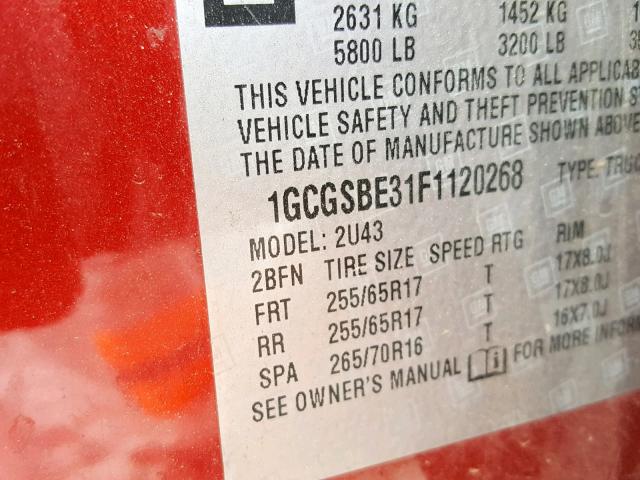 2631 KG 1452 KG
5800 LB 3200 LB
THIS VEHICLE CONFORMS TO ALL APPLICAB
VEHICLE SAFETY AND THEFT PREVENTION S
THE DATE OF MANUFACTURE SHOWN ABOVE
1GCGSBE31F1120268 TYPE: TRUC
MODEL: 2U43
2BFN TIRE SIZE SPEED RTG RIM
FRT 255/65R17 T 17X8.0J
RR 255/65R17 T 17X8.0J
SPA 265/70R16 T 16X7.0J
SEE OWNER'S MANUAL FOR MORE INFOR